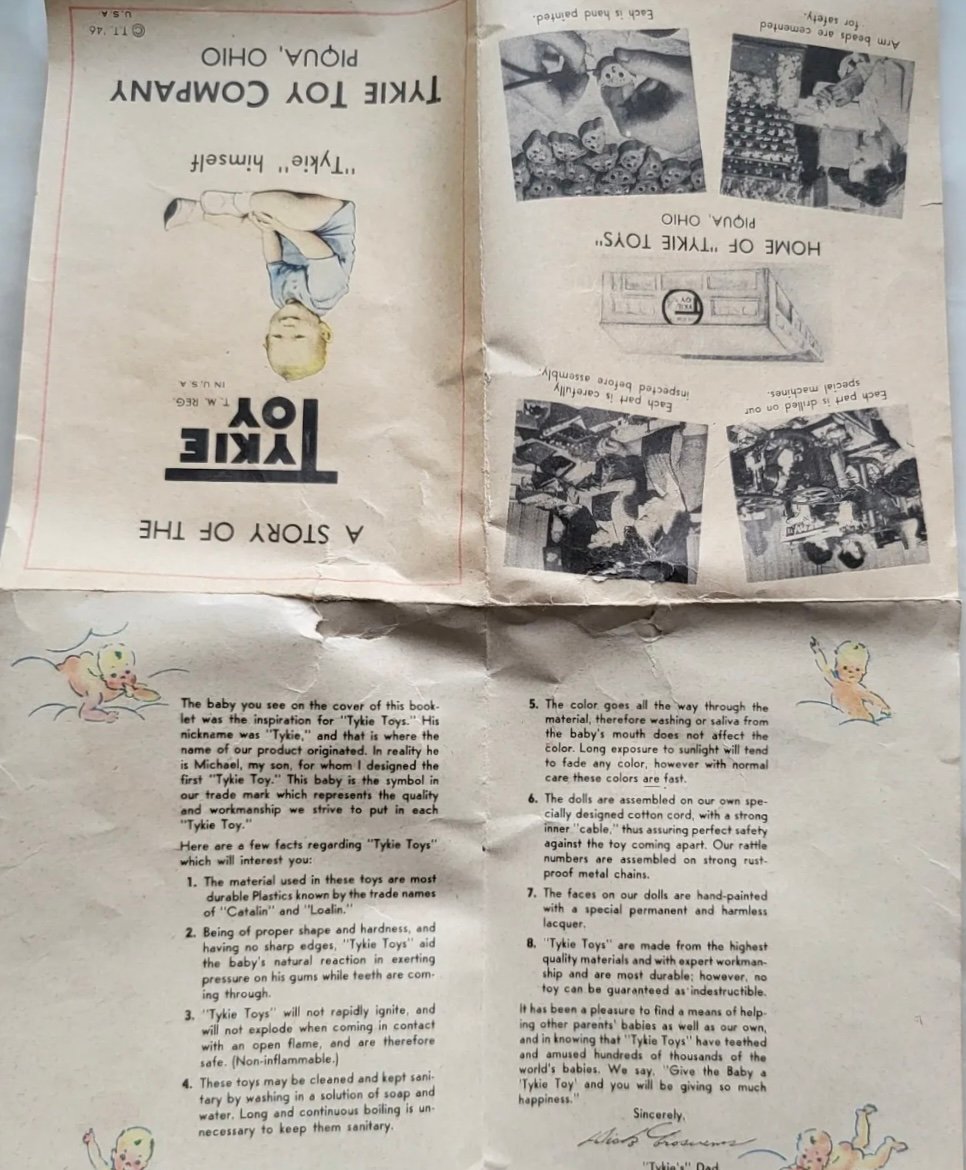 A STORY OF THE
TYKIE
TOY
T. M. REG.
IN U.S.A
"Tykie" himself
TYKIE TOY COMPANY
PIQUA, OHIO
© T.T. '46
U.S.A
Each part is drilled on our
special machines.
Each part is carefully
inspected before assembly.
TYKIE
TOY
HOME OF "TYKIE TOYS"
PIQUA, OHIO
Arm beads are cemented
for safety.
Each is hand painted.
The baby you see on the cover of this book-
let was the inspiration for "Tykie Toys." His
nickname was "Tykie," and that is where the
name of our product originated. In reality he
is Michael, my son, for whom I designed the
first "Tykie Toy." This baby is the symbol in
our trade mark which represents the quality
and workmanship we strive to put in each
"Tykie Toy."
Here are a few facts regarding "Tykie Toys"
which will interest you:
1. The material used in these toys are most
durable Plastics known by the trade names
of "Catalin" and "Loalin."
2. Being of proper shape and hardness, and
having no sharp edges, "Tykie Toys" aid
the baby's natural reaction in exerting
pressure on his gums while teeth are com-
ing through.
3. "Tykie Toys" will not rapidly ignite, and
will not explode when coming in contact
with an open flame, and are therefore
safe. (Non-inflammable.)
4. These toys may be cleaned and kept sani-
tary by washing in a solution of soap and
water. Long and continuous boiling is un-
necessary to keep them sanitary.
5. The color goes all the way through the
material, therefore washing or saliva from
the baby's mouth does not affect the
color. Long exposure to sunlight will tend
to fade any color, however with normal
care these colors are fast.
6. The dolls are assembled on our own spe-
cially designed cotton cord, with a strong
inner "cable," thus assuring perfect safety
against the toy coming apart. Our rattle
numbers are assembled on strong rust-
proof metal chains.
7. The faces on our dolls are hand-painted
with a special permanent and harmless
lacquer.
8. "Tykie Toys" are made from the highest
quality materials and with expert workman-
ship and are most durable; however, no
toy can be guaranteed as indestructible.
It has been a pleasure to find a means of help-
ing other parents' babies as well as our own,
and in knowing that "Tykie Toys" have teethed
and amused hundreds of thousands of the
world's babies. We say, "Give the Baby a
'Tykie Toy' and you will be giving so much
happiness."
Sincerely,
"Tykie's" Dad